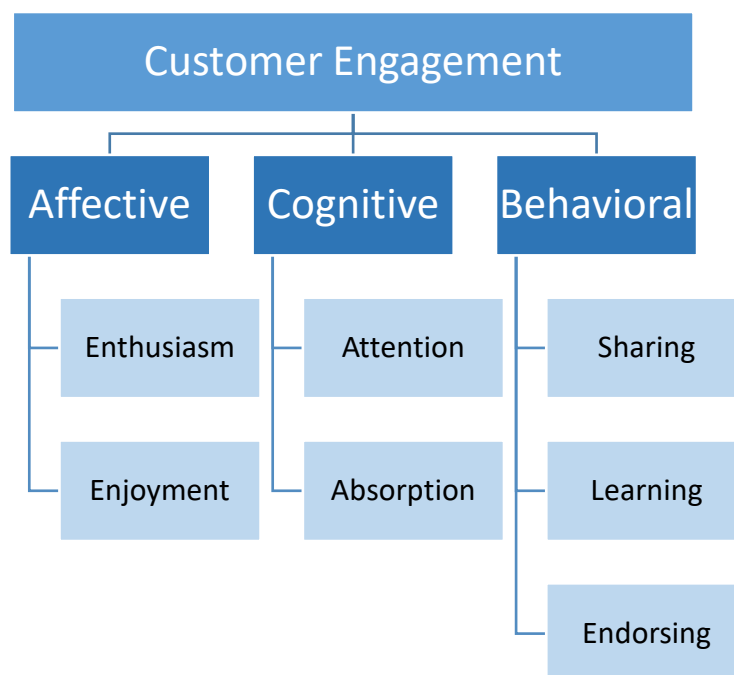 Customer Engagement
Affective
Cognitive
Behavioral
Enthusiasm
Attention
Sharing
Enjoyment
Absorption
Learning
Endorsing